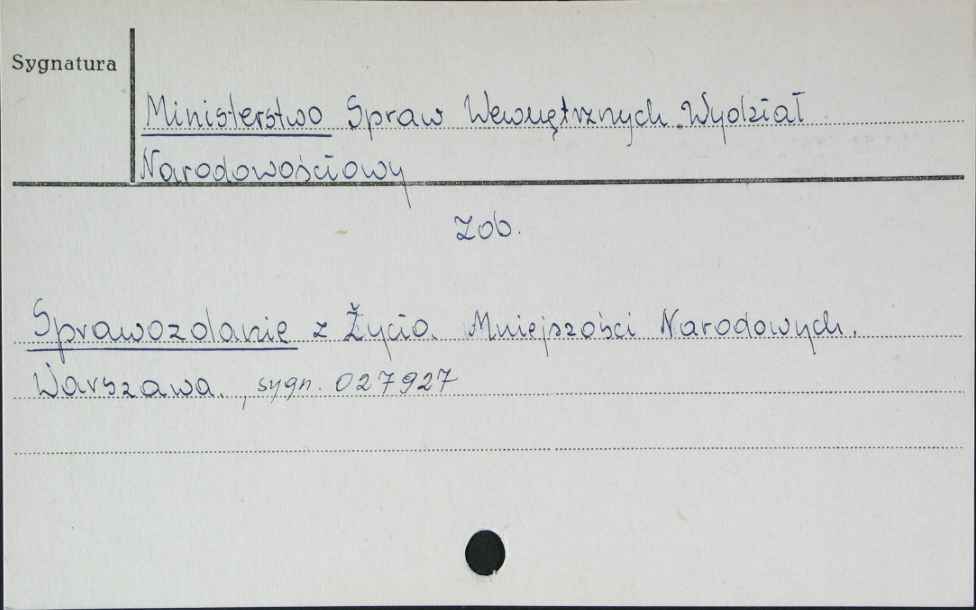 Sygnatura
Ministerstwo Spraw Wewnętrznych. Wydział
Narodowościowy
Zob.
Sprawozdanie z Życia Mniejszości Narodowych.
Warszawa, sygn. 027927